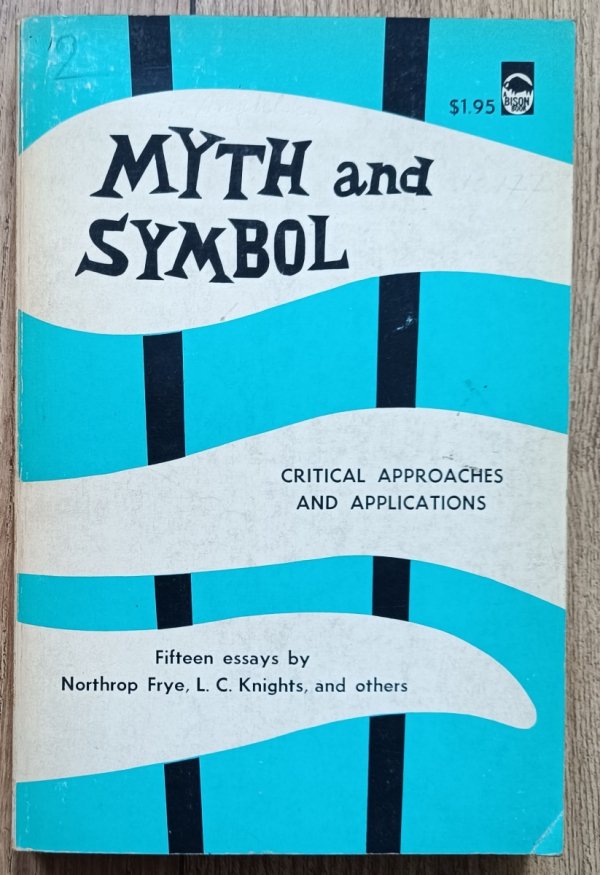 2
$1.95
BISON
BOOK
MYTH and
SYMBOL
CRITICAL APPROACHES
AND APPLICATIONS
Fifteen essays by
Northrop Frye, L. C. Knights, and others